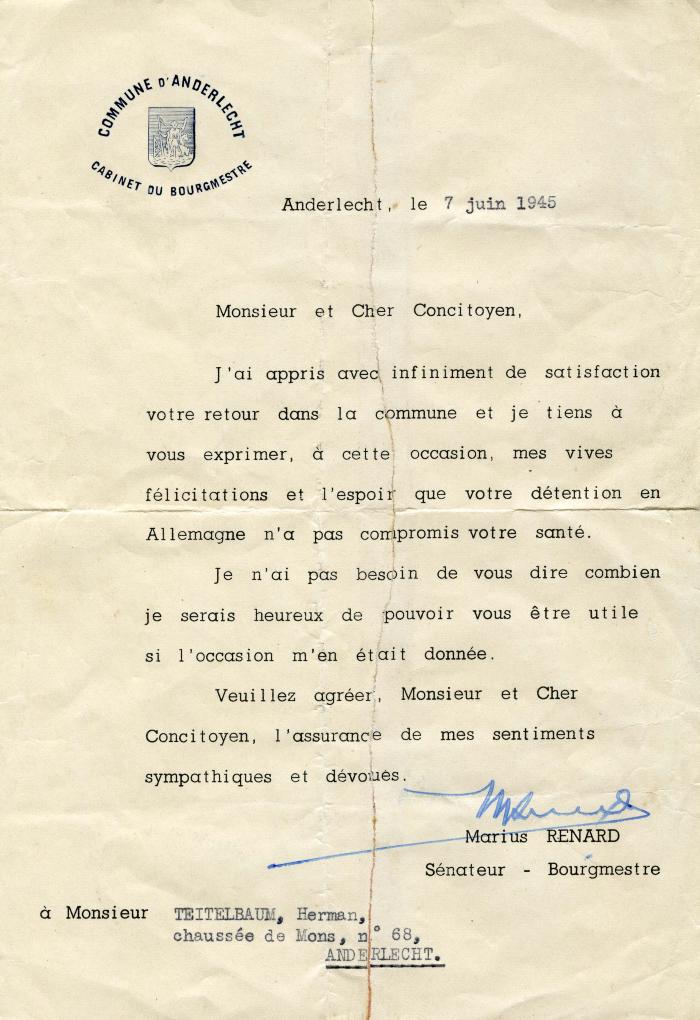 COMMUNE D'ANDERLECHT
CABINET DU BOURGMESTRE
Anderlecht, le 7 juin 1945
Monsieur et Cher Concitoyen,
J'ai appris avec infiniment de satisfaction
votre retour dans la commune et je tiens à
vous exprimer, à cette occasion, mes vives
félicitations et l'espoir que votre détention en
Allemagne n'a pas compromis votre santé.
Je n'ai pas besoin de vous dire combien
je serais heureux de pouvoir vous être utile
si l'occasion m'en était donnée.
Veuillez agréer, Monsieur et Cher
Concitoyen, l'assurance de mes sentiments
sympathiques et dévoués.
Marius RENARD
Sénateur - Bourgmestre
à Monsieur TEITELBAUM, Herman,
chaussée de Mons, n° 68,
ANDERLECHT.